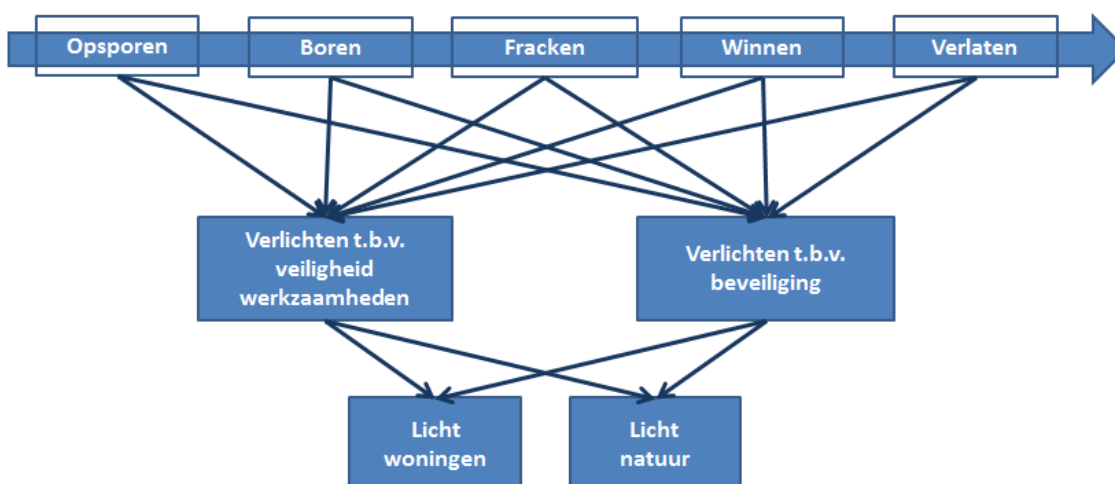 Opsporen
Boren
Fracken
Winnen
Verlaten
Verlichten t.b.v.
veiligheid
werkzaamheden
Verlichten t.b.v.
beveiliging
Licht
woningen
Licht
natuur